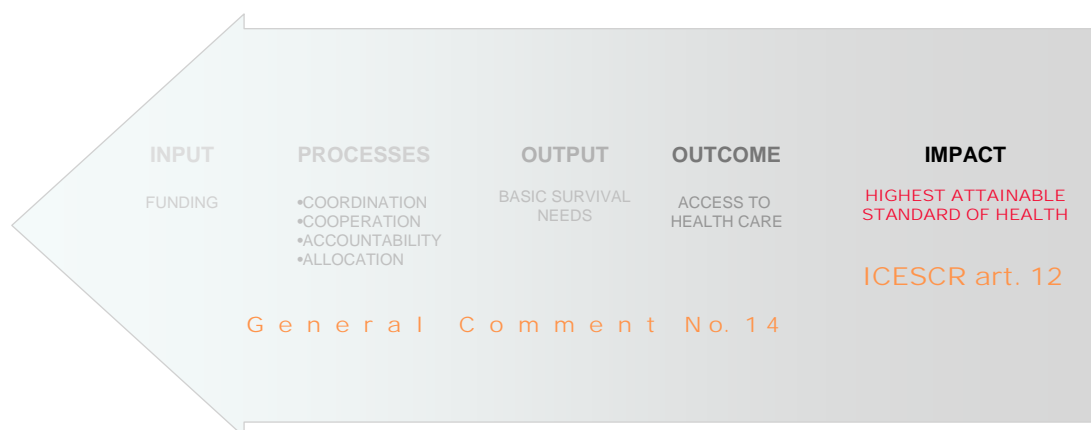 INPUT
PROCESSES
OUTPUT
OUTCOME
IMPACT
FUNDING
•COORDINATION
•COOPERATION
•ACCOUNTABILITY
•ALLOCATION
BASIC SURVIVAL
NEEDS
ACCESS TO
HEALTH CARE
HIGHEST ATTAINABLE
STANDARD OF HEALTH
ICESCR art. 12
General Comment No. 14